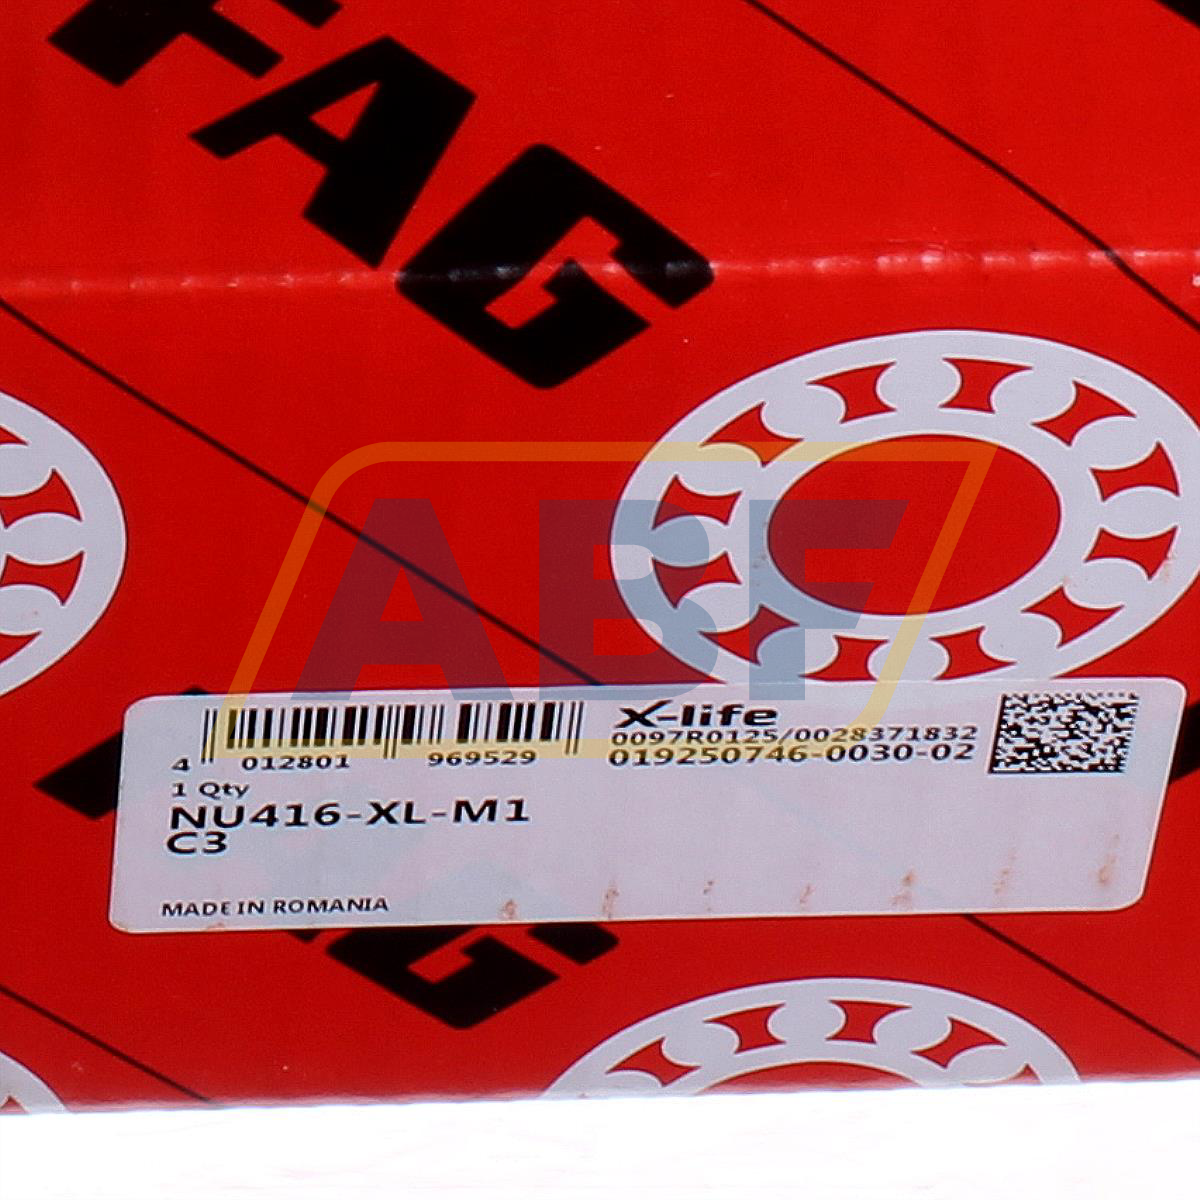 FAG
ABF
X-life
0097R0125/0028371832
019250746-0030-02
4 012801 969529
1 Qty
NU416-XL-M1
C3
MADE IN ROMANIA